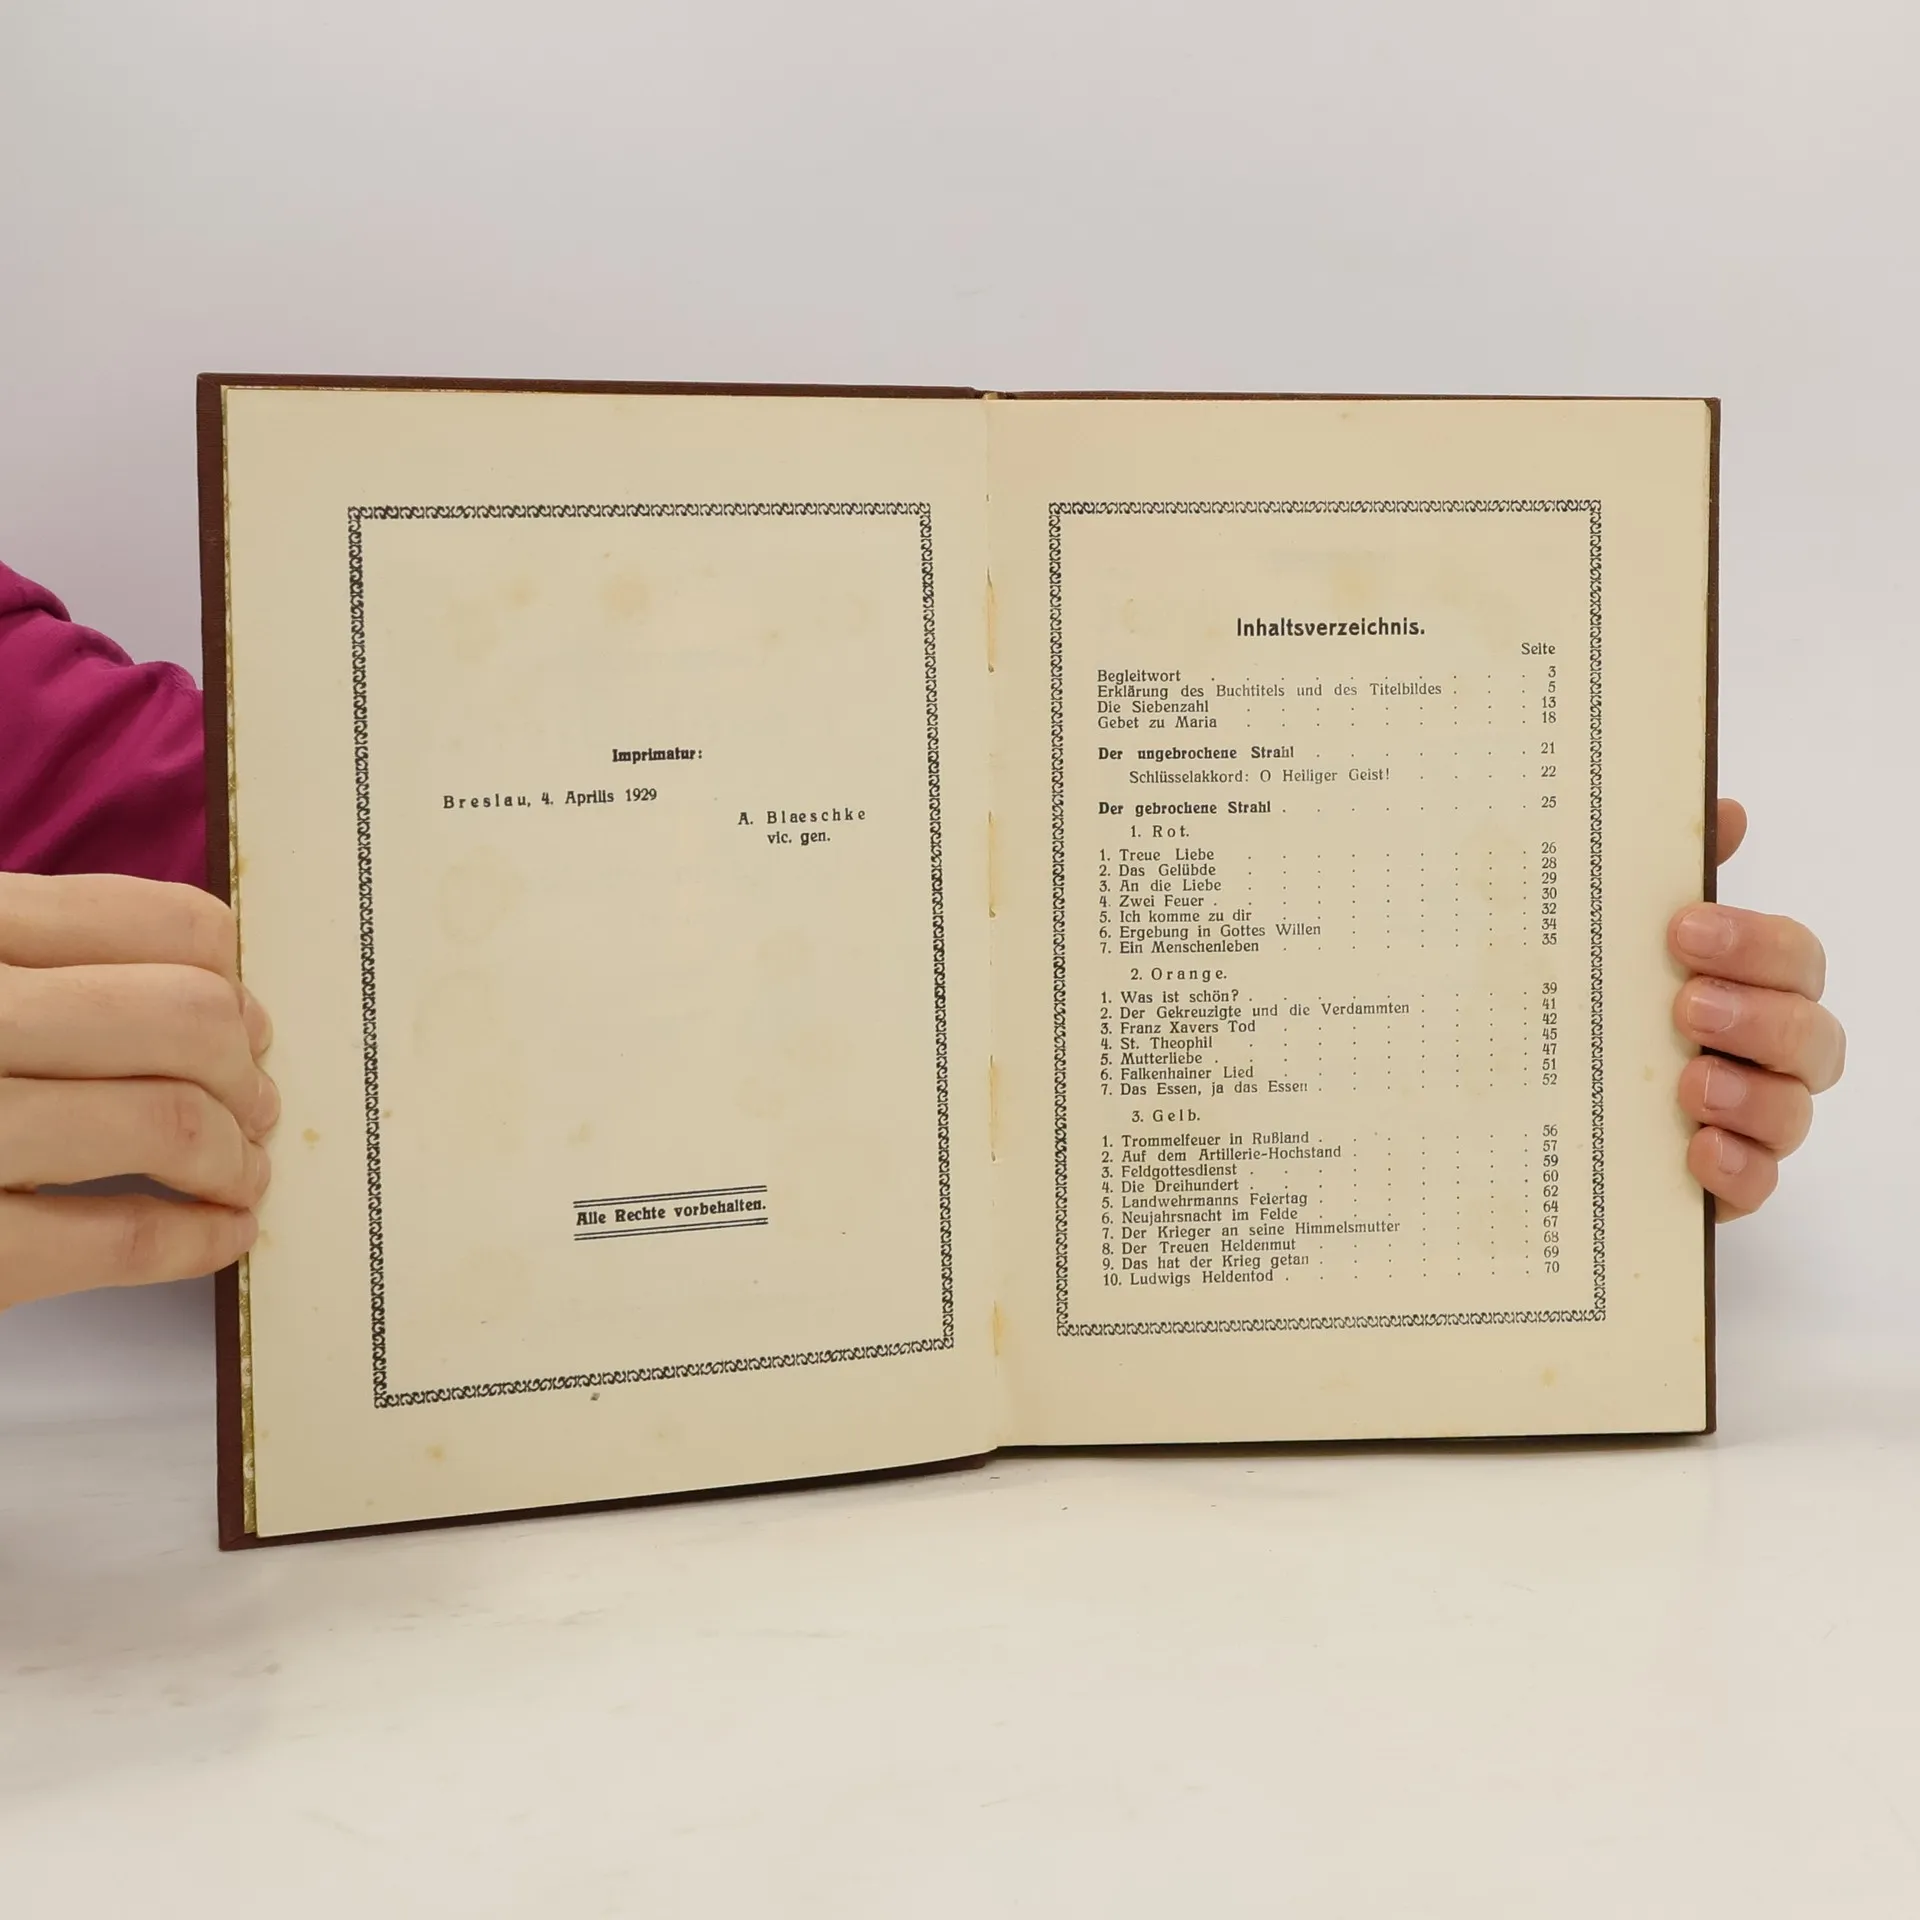 Imprimatur:
Breslau, 4. Aprilis 1929
A. Blaeschke
vic. gen.
Alle Rechte vorbehalten.
Inhaltsverzeichnis.
Seite
Begleitwort . . . . . . . . . . 3
Erklärung des Buchtitels und des Titelbildes . . . 5
Die Siebenzahl . . . . . . . . . 13
Gebet zu Maria . . . . . . . . . 18
Der ungebrochene Strahl . . . . . . . 21
Schlüsselakkord: O Heiliger Geist! . . . . 22
Der gebrochene Strahl . . . . . . . . 25
1. Rot.
1. Treue Liebe . . . . . . . . . 26
2. Das Gelübde . . . . . . . . . 28
3. An die Liebe . . . . . . . . . 29
4. Zwei Feuer . . . . . . . . . . 30
5. Ich komme zu dir . . . . . . . . 32
6. Ergebung in Gottes Willen . . . . . . 34
7. Ein Menschenleben . . . . . . . . 35
2. Orange.
1. Was ist schön? . . . . . . . . . 39
2. Der Gekreuzigte und die Verdammten . . . . 41
3. Franz Xavers Tod . . . . . . . . 42
4. St. Theophil . . . . . . . . . 45
5. Mutterliebe . . . . . . . . . . 47
6. Falkenhainer Lied . . . . . . . . 51
7. Das Essen, ja das Essen . . . . . . . 52
3. Gelb.
1. Trommelfeuer in Rußland . . . . . . . 56
2. Auf dem Artillerie-Hochstand . . . . . . 57
3. Feldgottesdienst . . . . . . . . . 59
4. Die Dreihundert . . . . . . . . . 60
5. Landwehrmanns Feiertag . . . . . . . 62
6. Neujahrsnacht im Felde . . . . . . . 64
7. Der Krieger an seine Himmelsmutter . . . . 67
8. Der Treuen Heldenmut . . . . . . . 68
9. Das hat der Krieg getan . . . . . . . 69
10. Ludwigs Heldentod . . . . . . . . 70